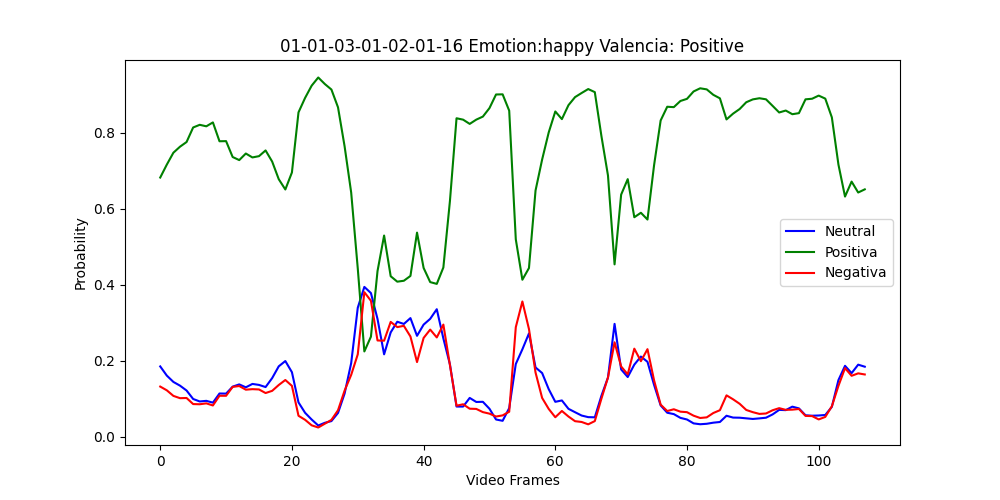 01-01-03-01-02-01-16 Emotion:happy Valencia: Positive
Probability
0.8
0.6
0.4
0.2
0.0
Neutral
Positiva
Negativa
0 20 40 60 80 100
Video Frames